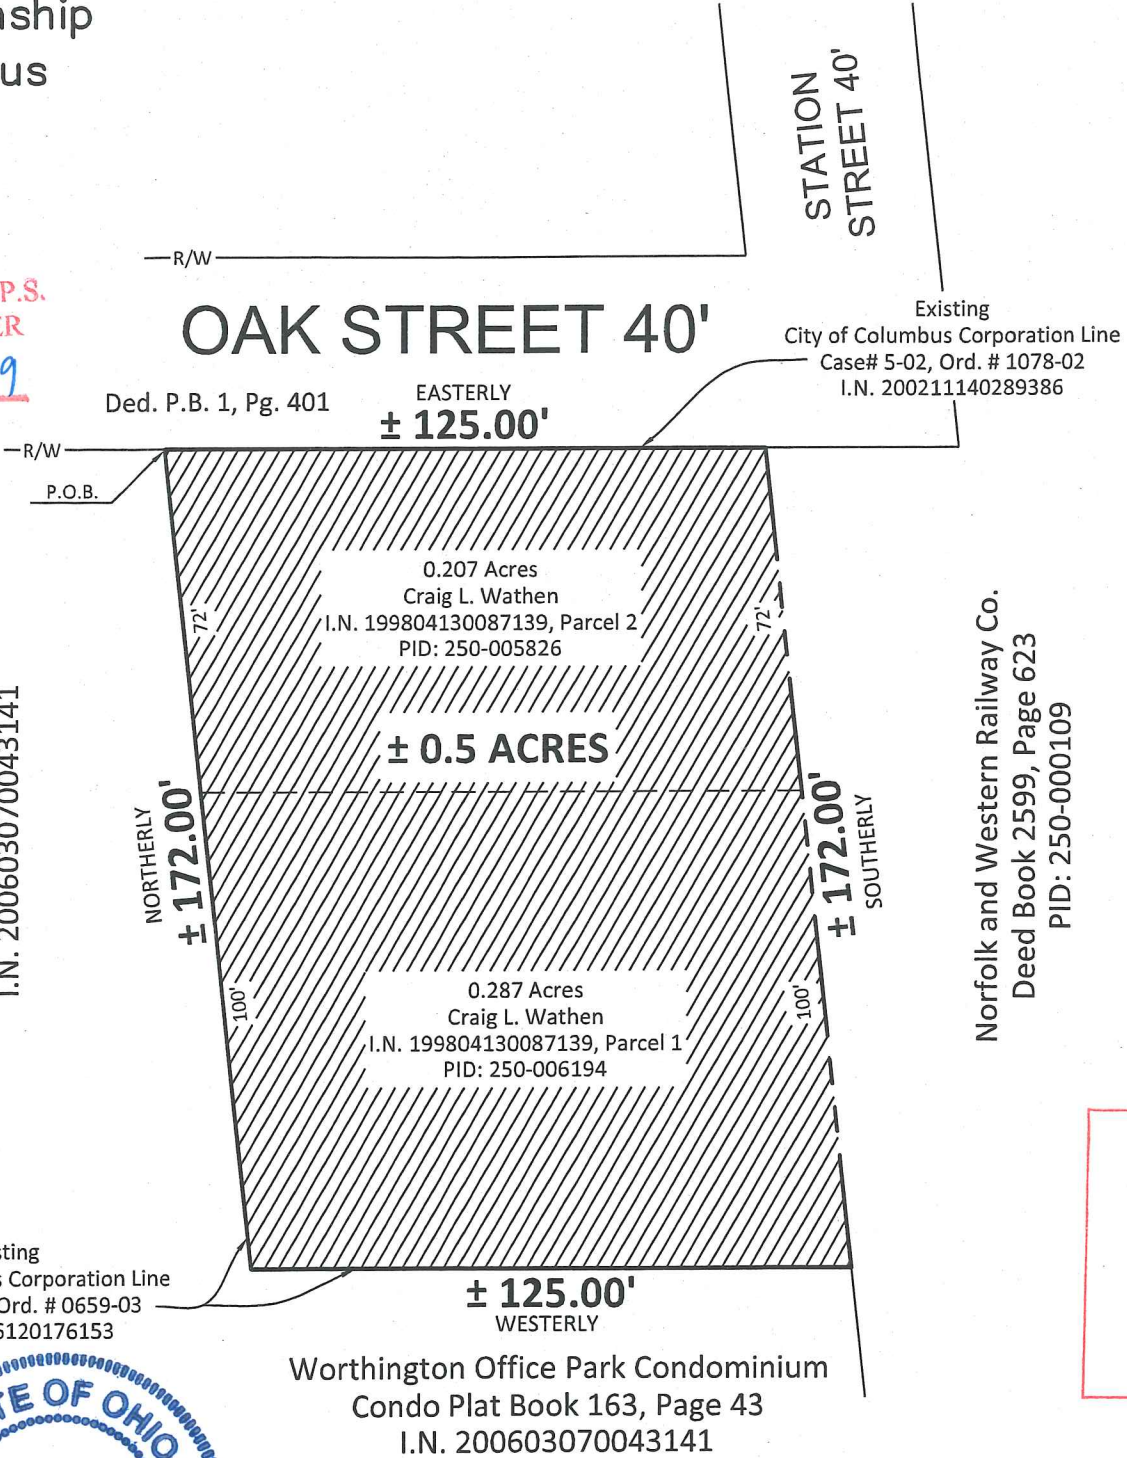 STATION
STREET 40'
R/W
P.S.
OAK STREET 40'
Existing
City of Columbus Corporation Line
Case# 5-02, Ord. # 1078-02
I.N. 200211140289386
9
Ded. P.B. 1, Pg. 401
EASTERLY
± 125.00'
R/W
P.O.B.
0.207 Acres
Craig L. Wathen
I.N. 199804130087139, Parcel 2
PID: 250-005826
72'
72'
± 0.5 ACRES
I.N. 200603070043141
NORTHERLY
± 172.00'
± 172.00'
SOUTHERLY
Norfolk and Western Railway Co.
Deed Book 2599, Page 623
PID: 250-000109
100'
100'
0.287 Acres
Craig L. Wathen
I.N. 199804130087139, Parcel 1
PID: 250-006194
Corporation Line
Ord. # 0659-03
6120176153
± 125.00'
WESTERLY
Worthington Office Park Condominium
Condo Plat Book 163, Page 43
I.N. 200603070043141
OF OHIO